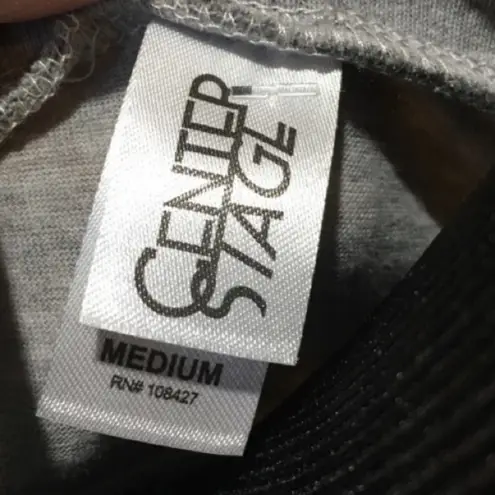 CENTER
STAGE
MEDIUM
RN# 108427